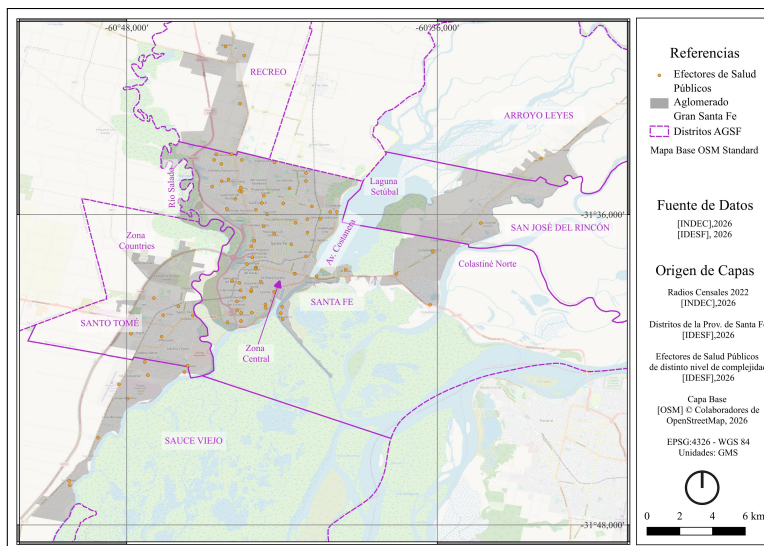 -60°48,000'
-60°36,000'
RECREO
ARROYO LEYES
Río Salado
Laguna
Setúbal
-31°36,000'
SAN JOSÉ DEL RINCÓN
Zona
Countries
Av. Costanera
Colastiné Norte
SANTA FE
SANTO TOMÉ
Zona
Central
SAUCE VIEJO
-31°48,000'
Referencias
Efectores de Salud
Públicos
Aglomerado
Gran Santa Fe
Distritos AGSF
Mapa Base OSM Standard
Fuente de Datos
[INDEC],2026
[IDESF], 2026
Origen de Capas
Radios Censales 2022
[INDEC],2026
Distritos de la Prov. de Santa Fe
[IDESF],2026
Efectores de Salud Públicos
de distinto nivel de complejidad
[IDESF],2026
Capa Base
[OSM] © Colaboradores de
OpenStreetMap, 2026
EPSG:4326 - WGS 84
Unidades: GMS
0 2 4 6 km